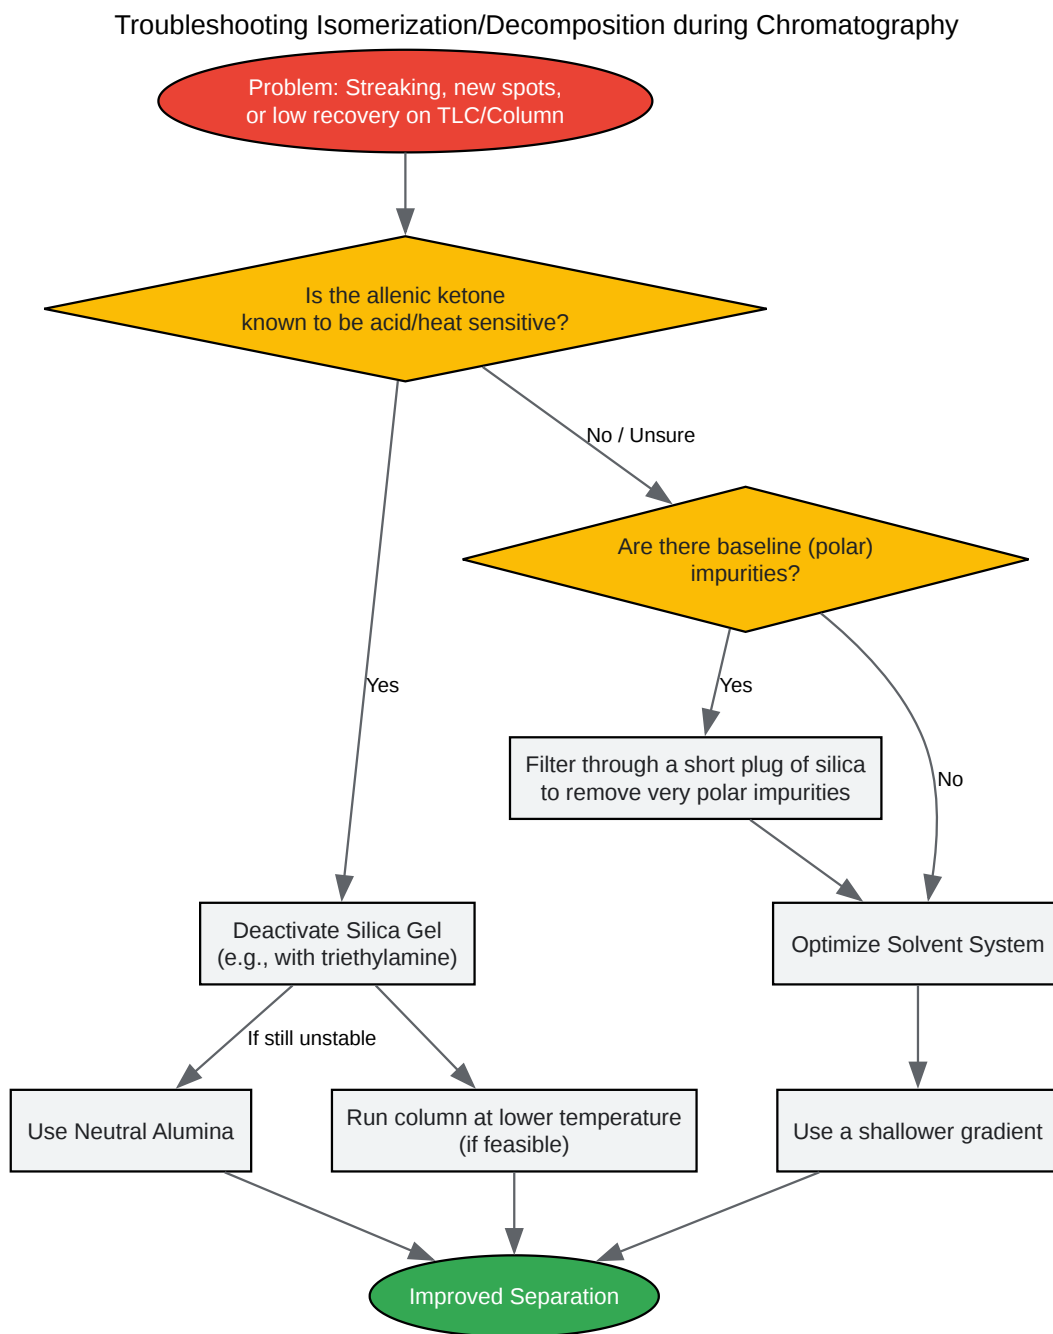 Troubleshooting Isomerization/Decomposition during Chromatography
Problem: Streaking, new spots,
or low recovery on TLC/Column
Is the allenic ketone
known to be acid/heat sensitive?
No / Unsure
Are there baseline (polar)
impurities?
Yes
Yes
Filter through a short plug of silica
to remove very polar impurities
No
Deactivate Silica Gel
(e.g., with triethylamine)
Optimize Solvent System
If still unstable
Use Neutral Alumina
Run column at lower temperature
(if feasible)
Use a shallower gradient
Improved Separation